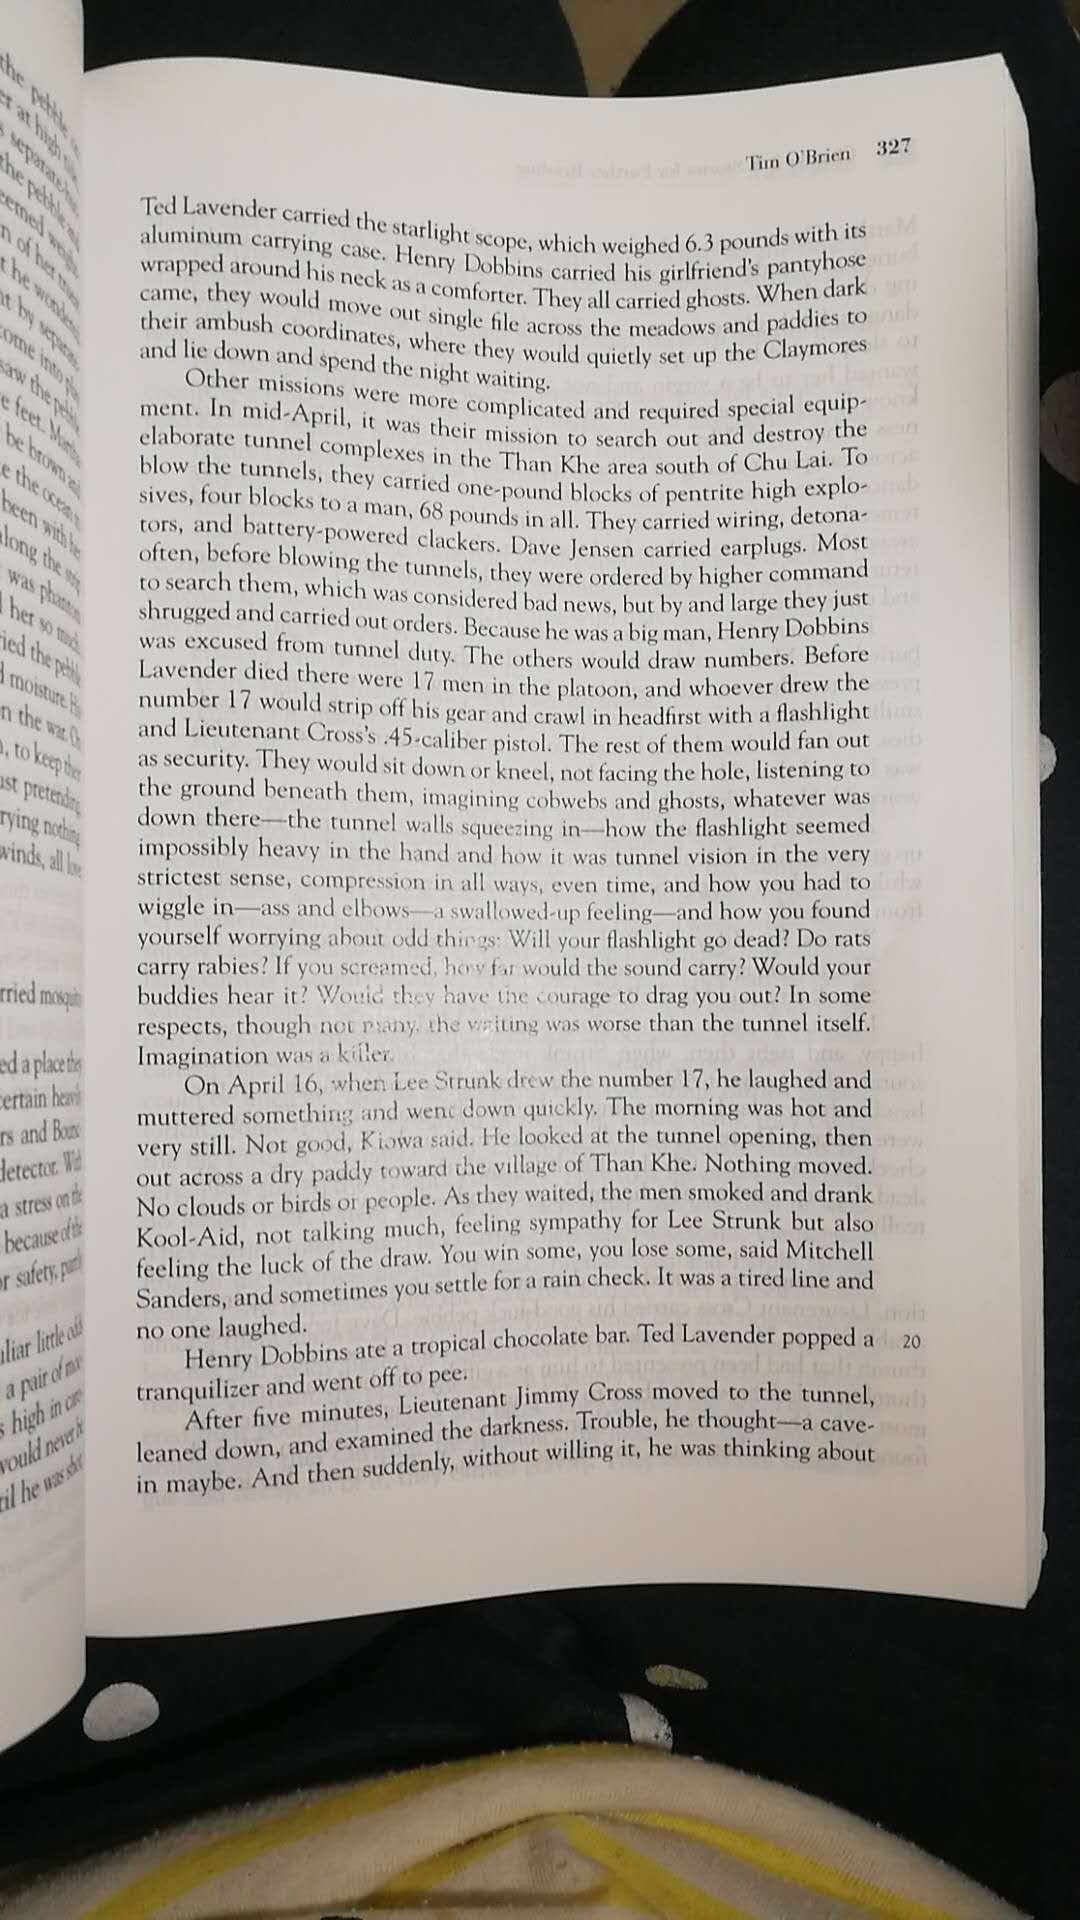 Tim O'Brien 327
Ted Lavender carried the starlight scope, which weighed 6.3 pounds with its
aluminum carrying case. Henry Dobbins carried his girlfriend's pantyhose
wrapped around his neck as a comforter. They all carried ghosts. When dark
came, they would move out single file across the meadows and paddies to
their ambush coordinates, where they would quietly set up the Claymores
and lie down and spend the night waiting.
Other missions were more complicated and required special equip-
ment. In mid-April, it was their mission to search out and destroy the
elaborate tunnel complexes in the Than Khe area south of Chu Lai. To
blow the tunnels, they carried one-pound blocks of pentrite high explo-
sives, four blocks to a man, 68 pounds in all. They carried wiring, detona-
tors, and battery-powered clackers. Dave Jensen carried earplugs. Most
often, before blowing the tunnels, they were ordered by higher command
to search them, which was considered bad news, but by and large they just
shrugged and carried out orders. Because he was a big man, Henry Dobbins
was excused from tunnel duty. The others would draw numbers. Before
Lavender died there were 17 men in the platoon, and whoever drew the
number 17 would strip off his gear and crawl in headfirst with a flashlight
and Lieutenant Cross's .45-caliber pistol. The rest of them would fan out
as security. They would sit down or kneel, not facing the hole, listening to
the ground beneath them, imagining cobwebs and ghosts, whatever was
down there—the tunnel walls squeezing in—how the flashlight seemed
impossibly heavy in the hand and how it was tunnel vision in the very
strictest sense, compression in all ways, even time, and how you had to
wiggle in—ass and elbows—a swallowed-up feeling—and how you found
yourself worrying about odd things: Will your flashlight go dead? Do rats
carry rabies? If you screamed, how far would the sound carry? Would your
buddies hear it? Would they have the courage to drag you out? In some
respects, though not many, the waiting was worse than the tunnel itself.
Imagination was a killer.
On April 16, when Lee Strunk drew the number 17, he laughed and
muttered something and went down quickly. The morning was hot and
very still. Not good, Kiowa said. He looked at the tunnel opening, then
out across a dry paddy toward the village of Than Khe. Nothing moved.
No clouds or birds or people. As they waited, the men smoked and drank
Kool-Aid, not talking much, feeling sympathy for Lee Strunk but also
feeling the luck of the draw. You win some, you lose some, said Mitchell
Sanders, and sometimes you settle for a rain check. It was a tired line and
no one laughed.
Henry Dobbins ate a tropical chocolate bar. Ted Lavender popped a 20
tranquilizer and went off to pee.
After five minutes, Lieutenant Jimmy Cross moved to the tunnel,
leaned down, and examined the darkness. Trouble, he thought—a cave-
in maybe. And then suddenly, without willing it, he was thinking about